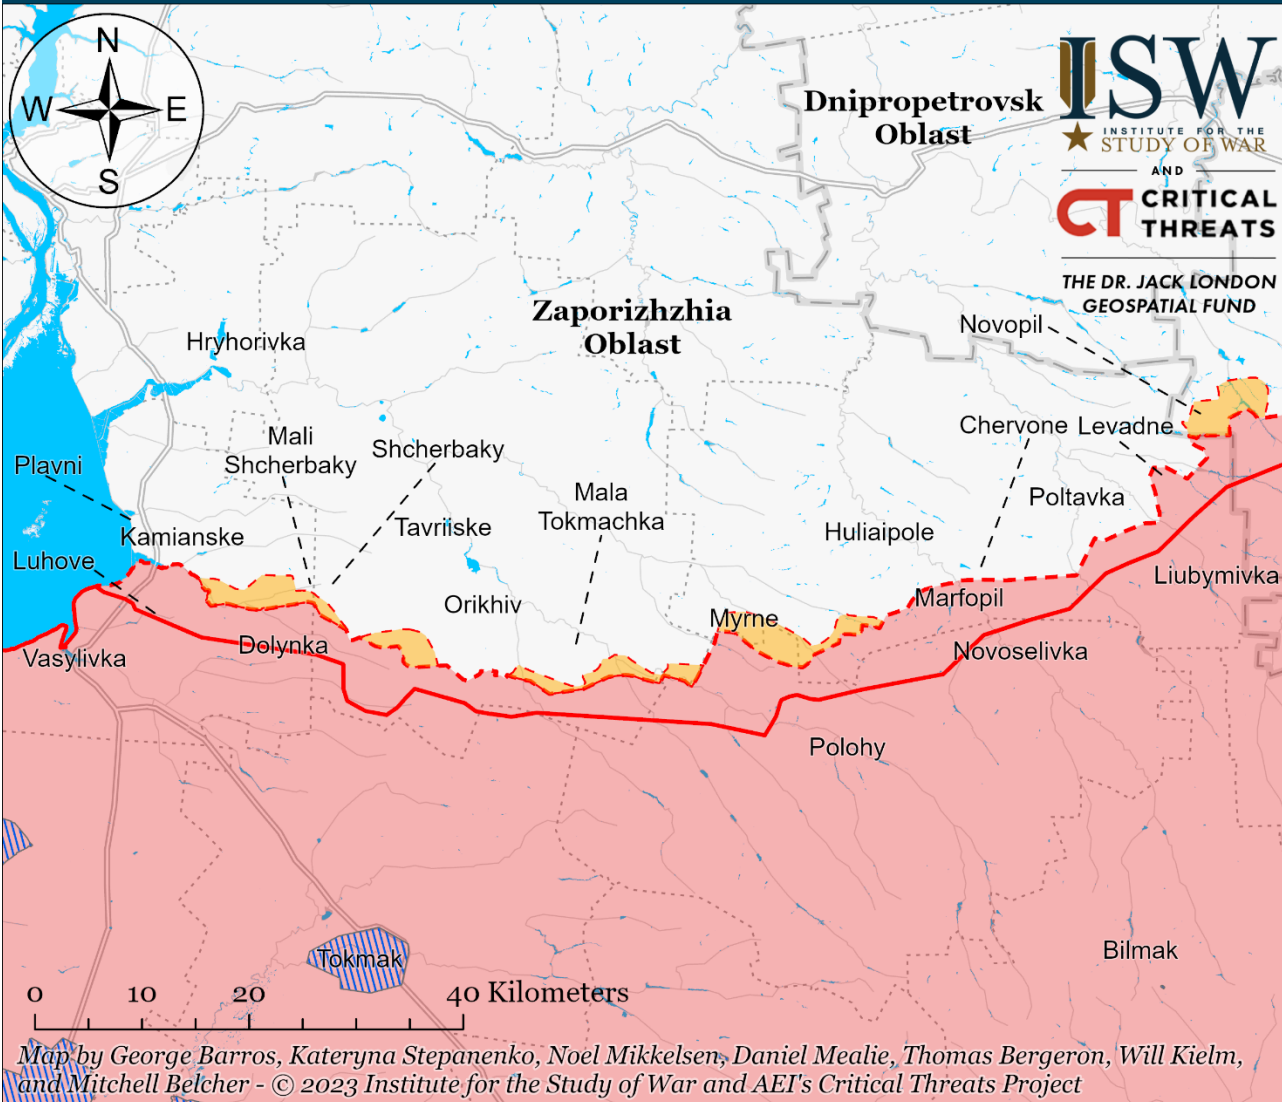 N
W
E
S
Dnipropetrovsk
Oblast
ISW
INSTITUTE FOR THE
STUDY OF WAR
AND
CT CRITICAL
THREATS
THE DR. JACK LONDON
GEOSPATIAL FUND
Zaporizhzhia
Oblast
Novopil
Hryhorivka
Mali
Shcherbaky
Shcherbaky
Chervone
Levadne
Plavni
Mala
Tokmachka
Poltavka
Kamianske
Tavriiske
Huliaipole
Luhove
Liubymivka
Orikhiv
Marfopil
Myrne
Dolynka
Vasylivka
Novoselivka
Polohy
Tokmak
Bilmak
0 10 20 40 Kilometers
Map by George Barros, Kateryna Stepanenko, Noel Mikkelsen, Daniel Mealie, Thomas Bergeron, Will Kielm,
and Mitchell Belcher - © 2023 Institute for the Study of War and AEI's Critical Threats Project